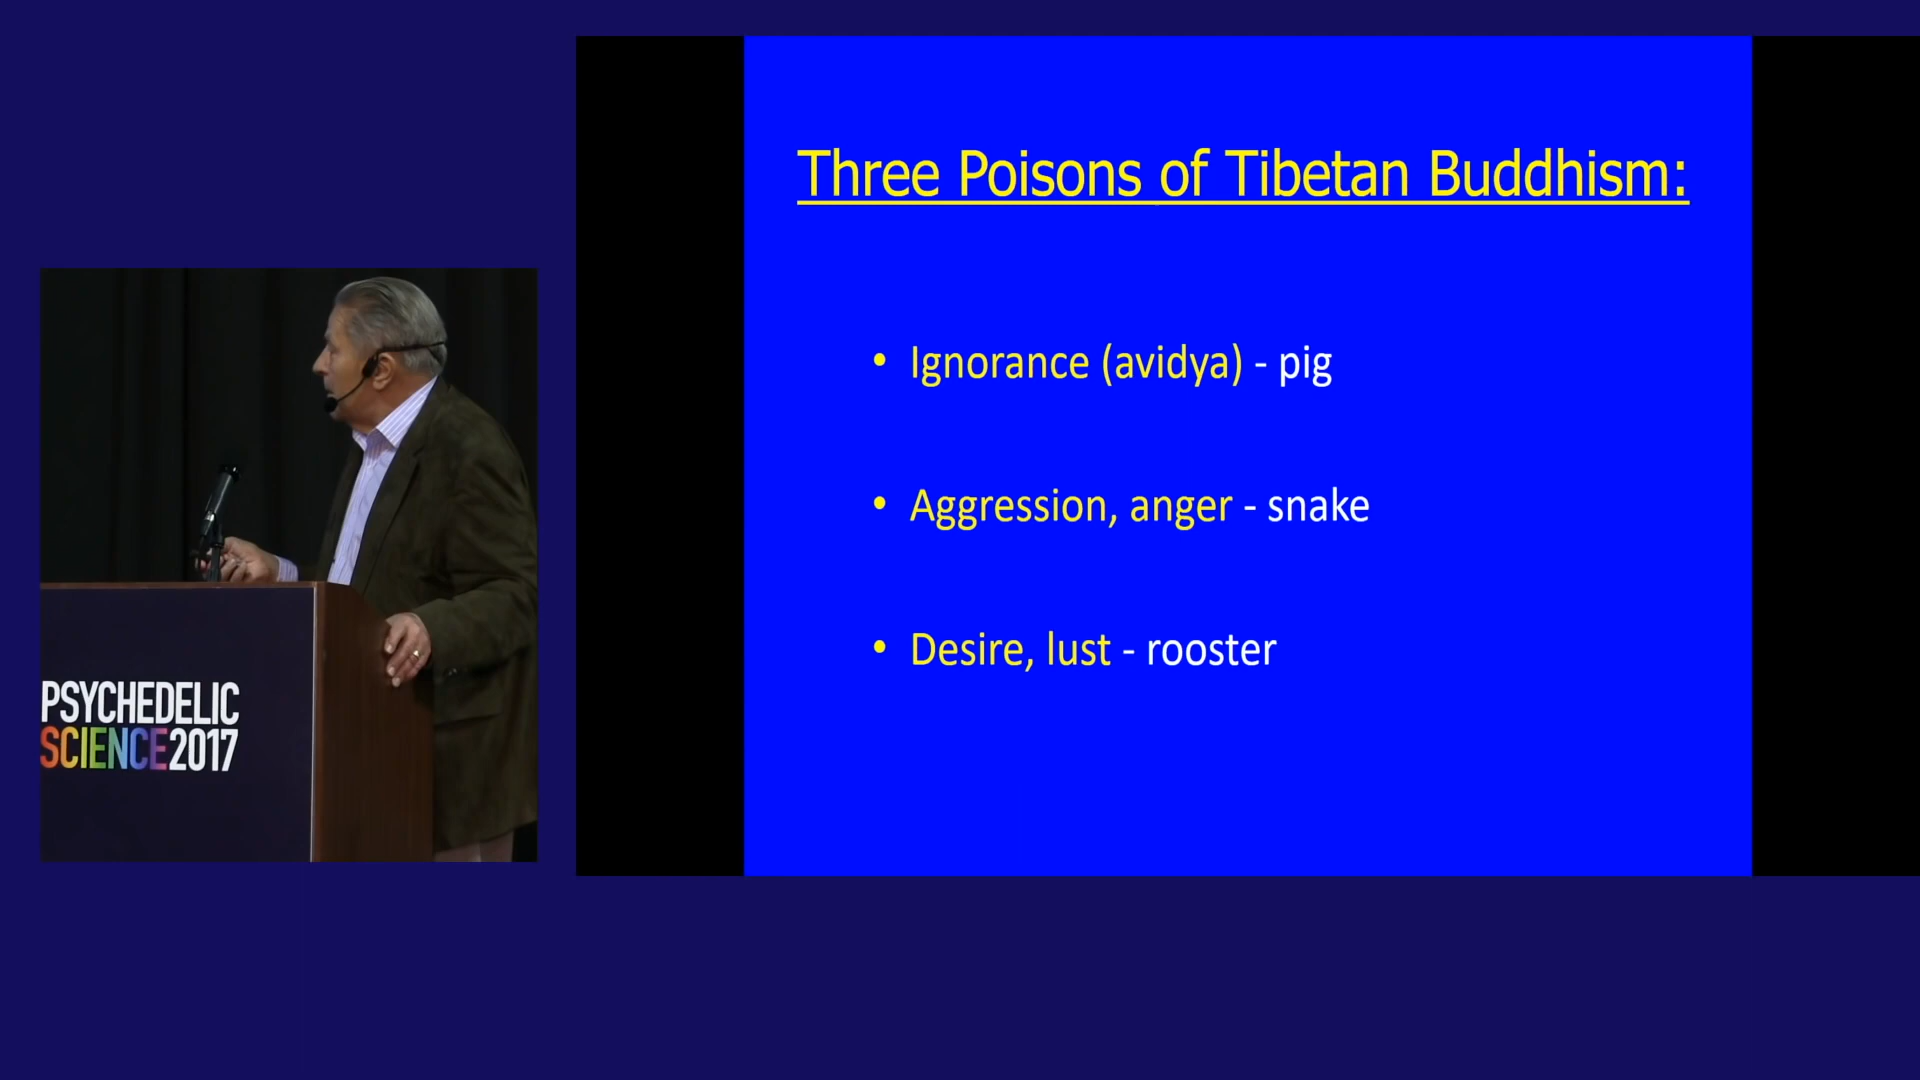 Three Poisons of Tibetan Buddhism:
• Ignorance (avidya) - pig
• Aggression, anger - snake
• Desire, lust - rooster
PSYCHEDELIC
SCIENCE2017